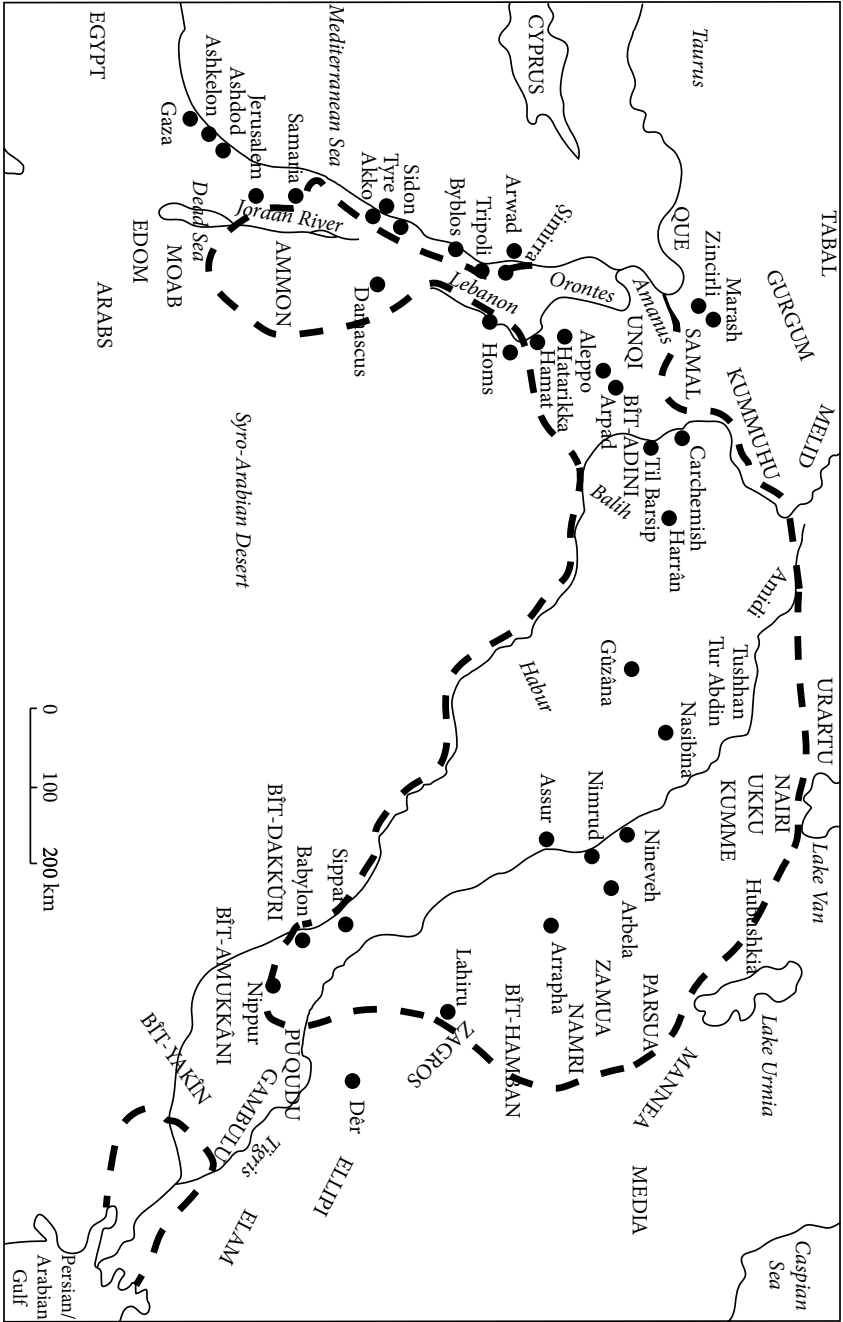 Caspian
Sea
Persian/
Arabian
Gulf
TABAL
GURGUM
MELID
URARTU
Lake Van
Lake Urmia
Taurus
QUE
Marash
Zincirli
SAMAL
KUMMUHU
Amidi
Tushhan
Tur Abdin
NAIRI
UKKU
KUMME
Hubashkia
PARSUA
MANNEA
MEDIA
CYPRUS
Amanus
UNQI
Orontes
Aleppo
Arpad
BÎT-ADINI
Carchemish
Til Barsip
Harrân
Balih
Hatarikka
Hamat
Homs
Gûzâna
Nasibîna
Habur
Nineveh
Nimrud
Arbela
Assur
Arrapha
ZAMUA
NAMRI
BÎT-HAMBAN
Lahiru
ZAGROS
Ṣimirra
Arwad
Tripoli
Byblos
Lebanon
Sidon
Tyre
Akko
Damascus
Mediterranean Sea
Samaria
Jerusalem
Ashdod
Ashkelon
Gaza
EGYPT
Jordan River
Dead Sea
AMMON
MOAB
EDOM
ARABS
Syro-Arabian Desert
Sippar
Babylon
BÎT-DAKKÛRI
Nippur
BÎT-AMUKKÂNI
BÎT-YAKÎN
PUQUDU
GAMBULU
Tigris
Dêr
ELLIPI
ELAM
0 100 200 km